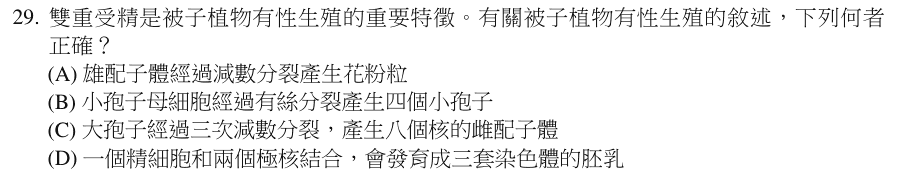 29. 雙重受精是被子植物有性生殖的重要特徵。有關被子植物有性生殖的敘述，下列何者
正確？
(A) 雄配子體經過減數分裂產生花粉粒
(B) 小孢子母細胞經過有絲分裂產生四個小孢子
(C) 大孢子經過三次減數分裂，產生八個核的雌配子體
(D) 一個精細胞和兩個極核結合，會發育成三套染色體的胚乳